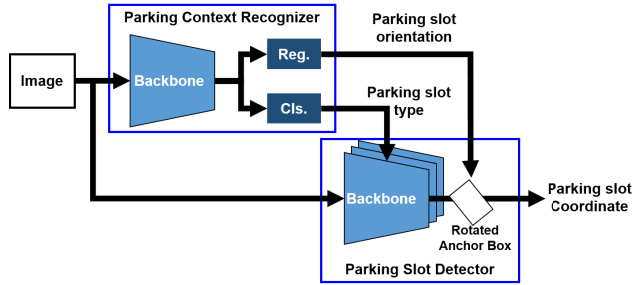 Parking Context Recognizer
Parking slot
orientation
Image
Backbone
Reg.
Cls.
Parking slot
type
Backbone
Rotated
Anchor Box
Parking slot
Coordinate
Parking Slot Detector